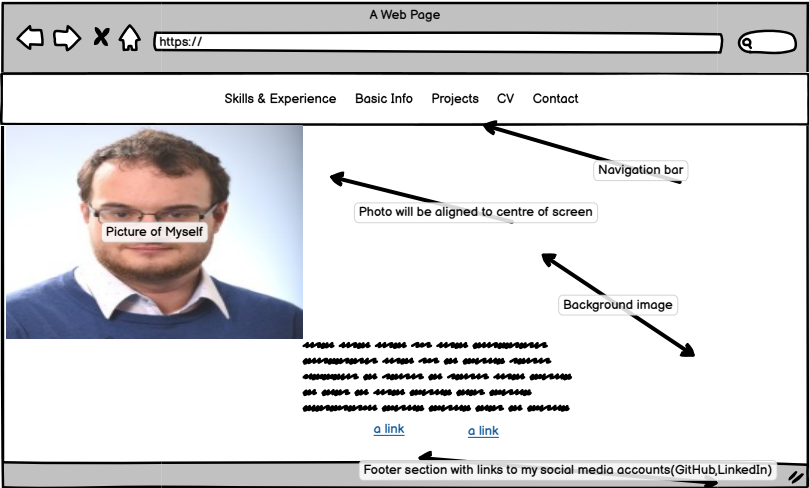 A Web Page
https://
Skills & Experience Basic Info Projects CV Contact
Navigation bar
Photo will be aligned to centre of screen
Picture of Myself
Background image
a link a link
Footer section with links to my social media accounts(GitHub,LinkedIn)